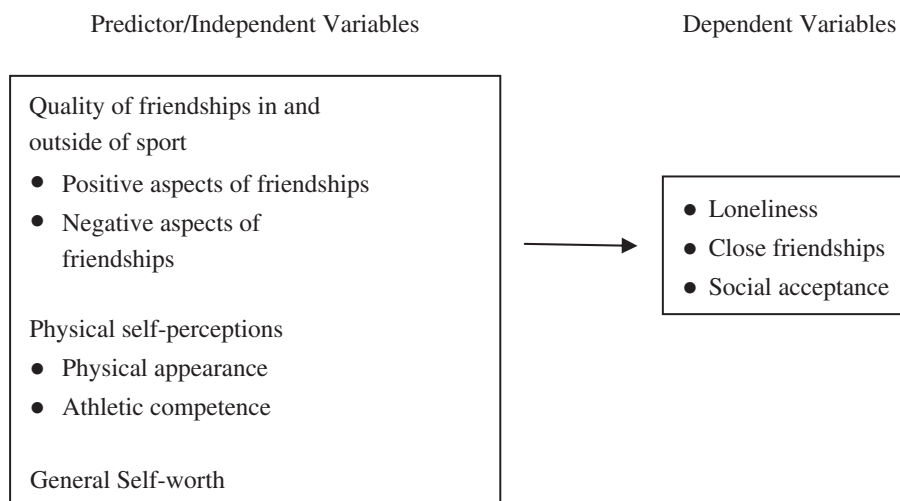 Predictor/Independent Variables
Dependent Variables
Quality of friendships in and
outside of sport
● Positive aspects of friendships
● Negative aspects of
friendships
Physical self-perceptions
● Physical appearance
● Athletic competence
General Self-worth
● Loneliness
● Close friendships
● Social acceptance